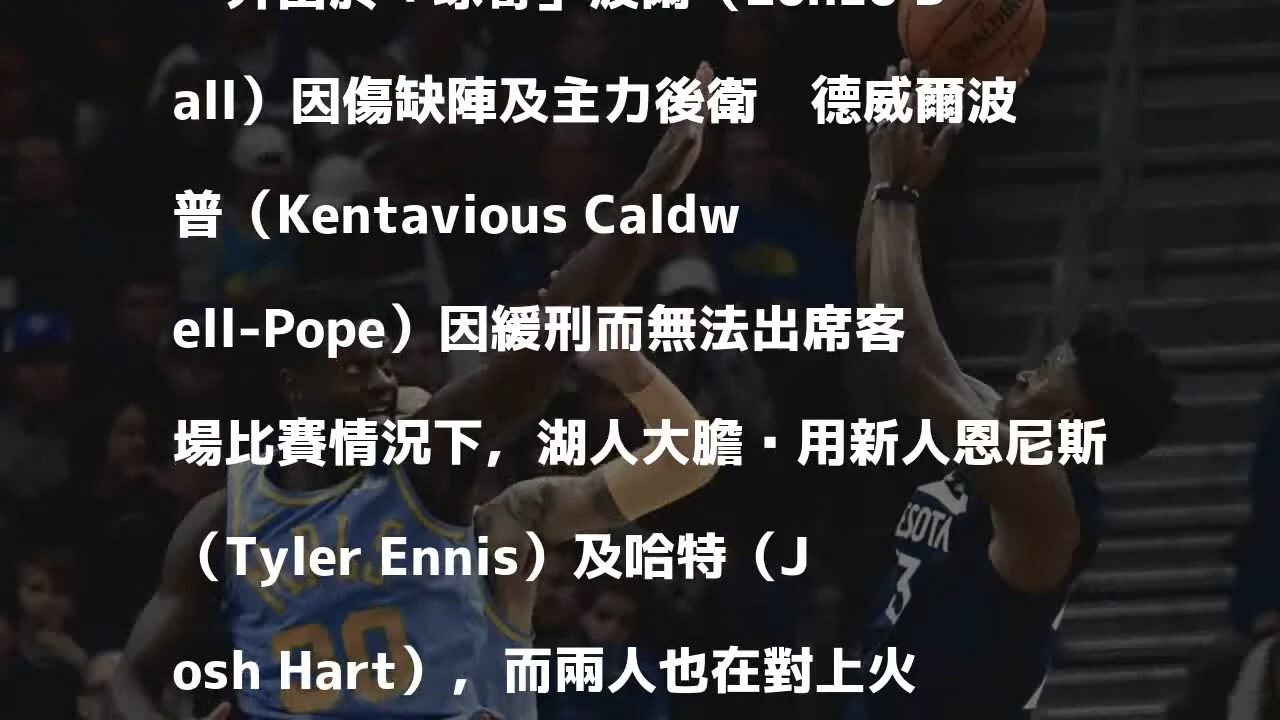 all）因傷缺陣及主力後衛　德威爾波
普（Kentavious Caldw
ell-Pope）因緩刑而無法出席客
場比賽情況下，湖人大膽·用新人恩尼斯
（Tyler Ennis）及哈特（J
osh Hart），而兩人也在對上火
SPALDING
ESOTA
3